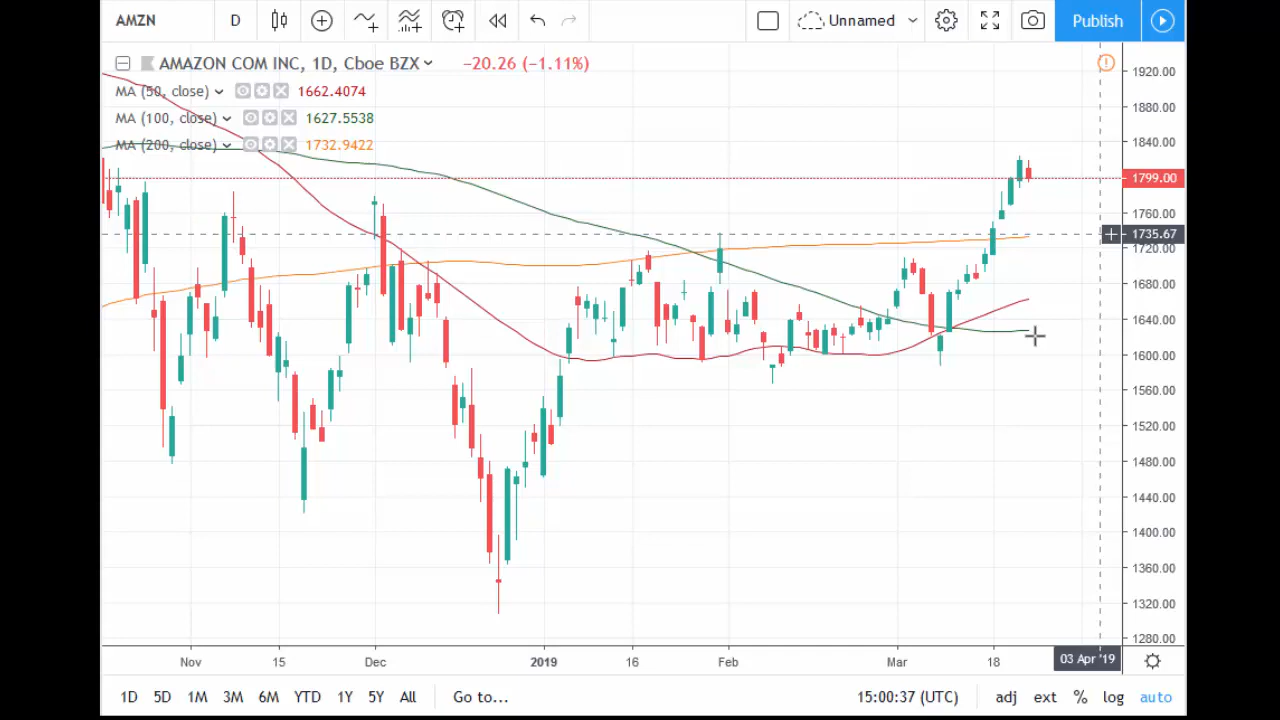 AMZN D Unnamed Publish
AMAZON COM INC, 1D, Cboe BZX −20.26 (−1.11%)
MA (50, close) 1662.4074
MA (100, close) 1627.5538
MA (200, close) 1732.9422
1920.00
1880.00
1840.00
1799.00
1760.00
1735.67
1720.00
1680.00
1640.00
1600.00
1560.00
1520.00
1480.00
1440.00
1400.00
1360.00
1320.00
1280.00
Nov 15 Dec 2019 16 Feb Mar 18 03 Apr '19
1D 5D 1M 3M 6M YTD 1Y 5Y All Go to... 15:00:37 (UTC) adj ext % log auto